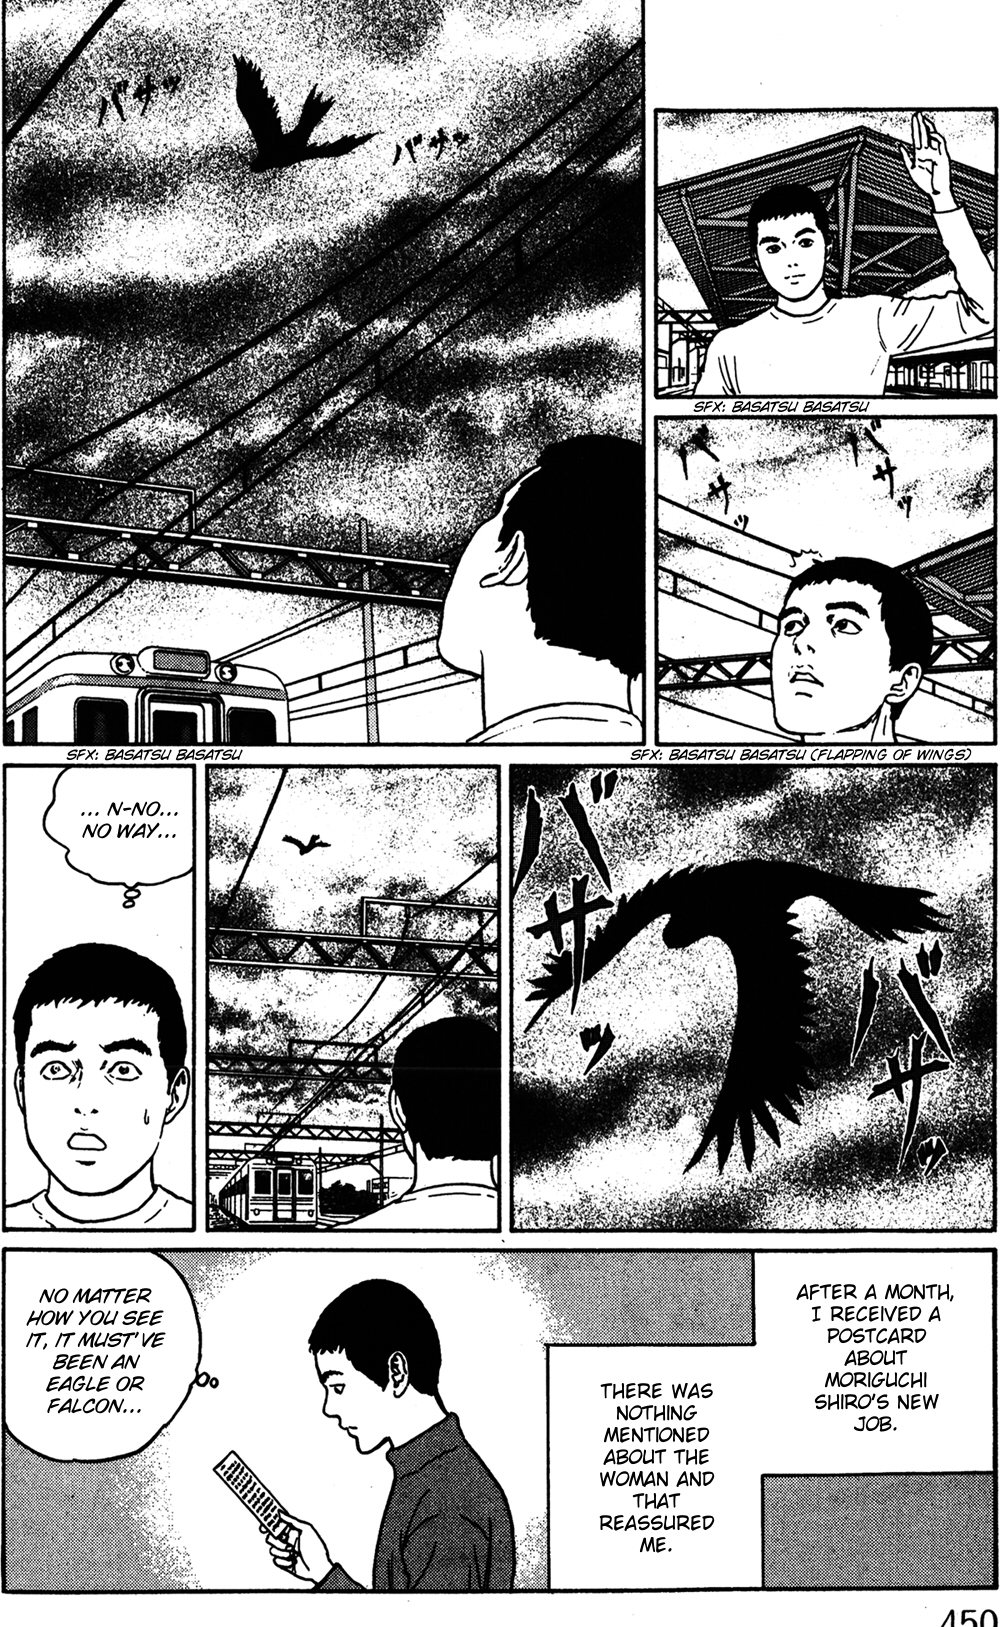 SFX: BASATSU BASATSU
バサッ
バサッ
バサッ
バサッ
SFX: BASATSU BASATSU (FLAPPING OF WINGS)
SFX: BASATSU BASATSU
バサッ
バサッ
... N-NO...
NO WAY...
AFTER A MONTH,
I RECEIVED A
POSTCARD
ABOUT
MORIGUCHI
SHIRO'S NEW
JOB.
THERE WAS
NOTHING
MENTIONED
ABOUT THE
WOMAN AND
THAT
REASSURED
ME.
NO MATTER
HOW YOU SEE
IT, IT MUST'VE
BEEN AN
EAGLE OR
FALCON...
450